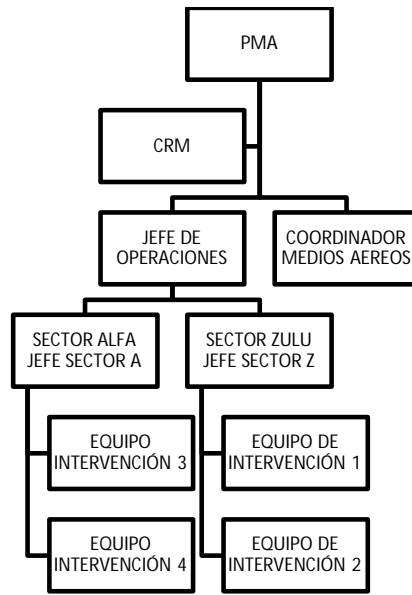 PMA
CRM
JEFE DE
OPERACIONES
COORDINADOR
MEDIOS AEREOS
SECTOR ALFA
JEFE SECTOR A
SECTOR ZULU
JEFE SECTOR Z
EQUIPO
INTERVENCIÓN 3
EQUIPO DE
INTERVENCIÓN 1
EQUIPO
INTERVENCIÓN 4
EQUIPO DE
INTERVENCIÓN 2